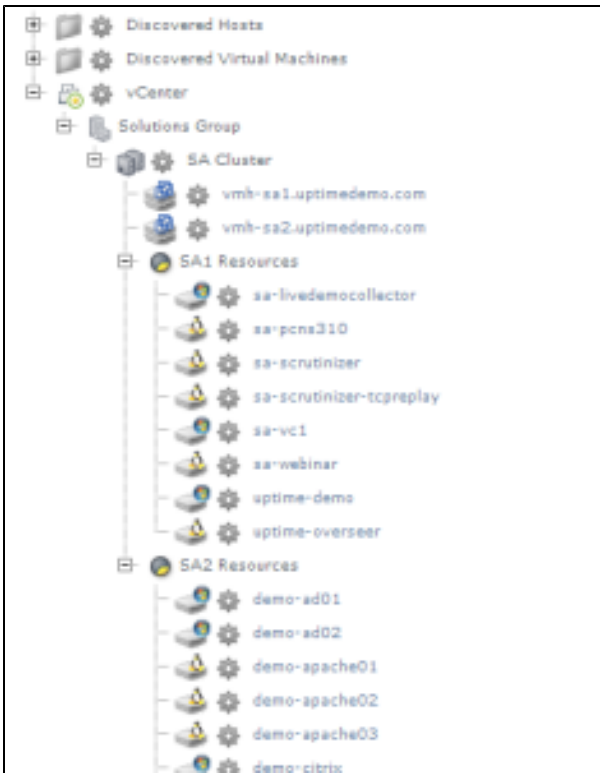 Discovered Hosts
Discovered Virtual Machines
vCenter
Solutions Group
SA Cluster
vmh-sa1.uptimedemo.com
vmh-sa2.uptimedemo.com
SA1 Resources
sa-livedemocollector
sa-pcns310
sa-scrutinizer
sa-scrutinizer-tcpreplay
sa-vc1
sa-webinar
uptime-demo
uptime-overseer
SA2 Resources
demo-ad01
demo-ad02
demo-apache01
demo-apache02
demo-apache03
demo-citrix